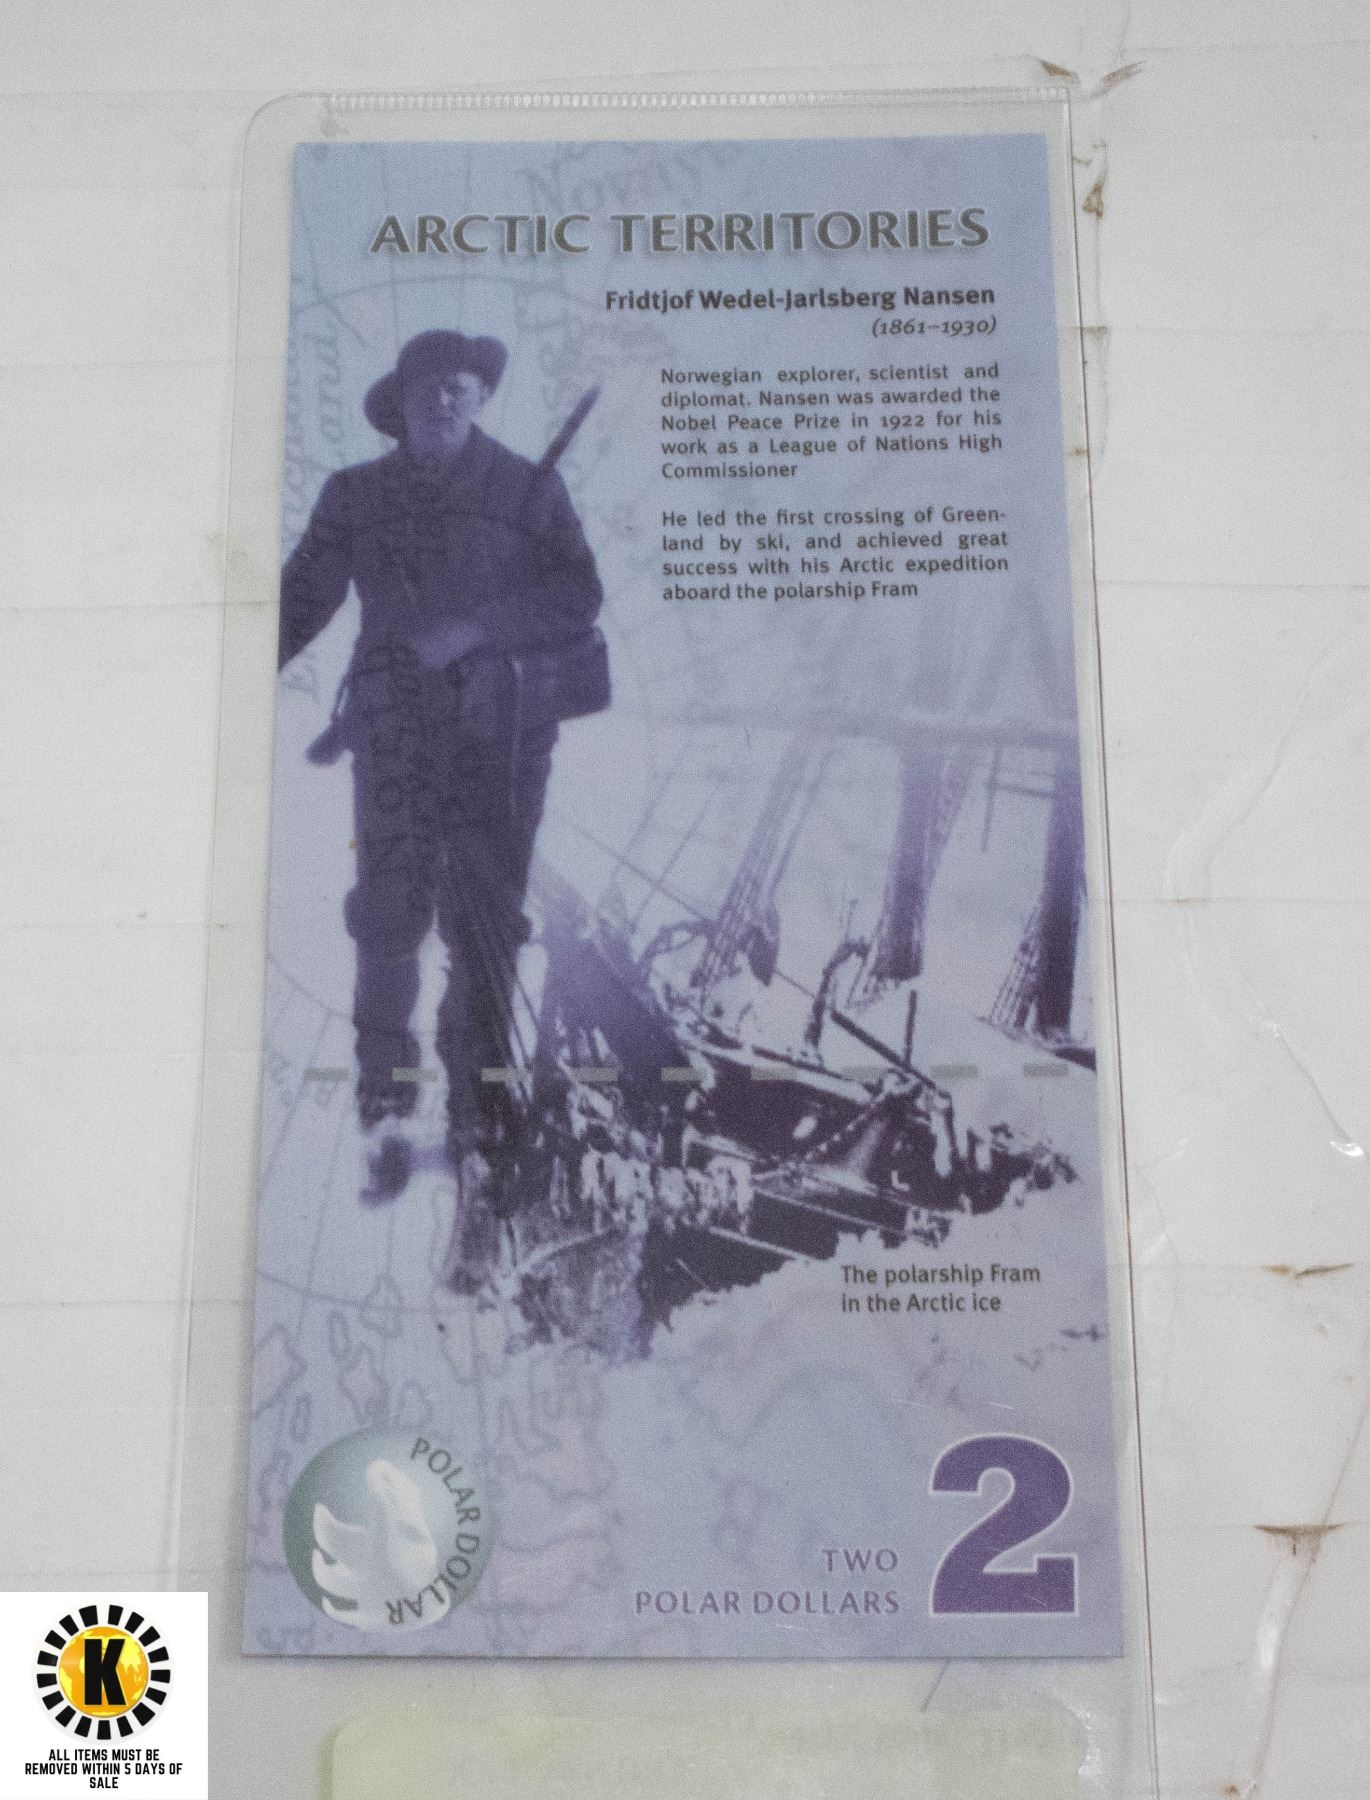 ARCTIC TERRITORIES
Fridtjof Wedel-Jarlsberg Nansen
(1861–1930)
Norwegian explorer, scientist and
diplomat. Nansen was awarded the
Nobel Peace Prize in 1922 for his
work as a League of Nations High
Commissioner
He led the first crossing of Green-
land by ski, and achieved great
success with his Arctic expedition
aboard the polarship Fram
The polarship Fram
in the Arctic ice
POLAR DOLLAR
TWO
POLAR DOLLARS
2
K
ALL ITEMS MUST BE
REMOVED WITHIN 5 DAYS OF
SALE